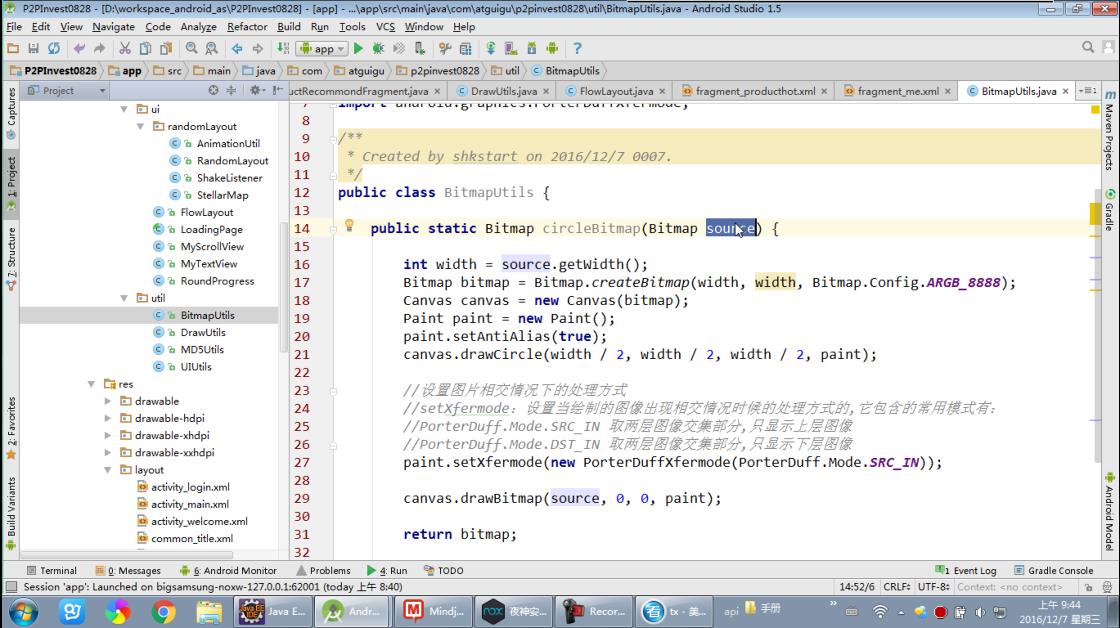 P2PInvest0828 - [D:\workspace_android_as\P2PInvest0828] - [app] - ...\app\src\main\java\com\atguigu\p2pinvest0828\util\BitmapUtils.java - Android Studio 1.5
File Edit View Navigate Code Analyze Refactor Build Run Tools VCS Window Help
app
P2PInvest0828 app src main java com atguigu p2pinvest0828 util BitmapUtils
Project
uctRecommondFragment.java DrawUtils.java FlowLayout.java fragment_producthot.xml fragment_me.xml BitmapUtils.java
Captures
1: Project
7: Structure
2: Favorites
Build Variants
ui
randomLayout
AnimationUtil
RandomLayout
ShakeListener
StellarMap
FlowLayout
LoadingPage
MyScrollView
MyTextView
RoundProgress
util
BitmapUtils
DrawUtils
MD5Utils
UIUtils
res
drawable
drawable-hdpi
drawable-xhdpi
drawable-xxhdpi
layout
activity_login.xml
activity_main.xml
activity_welcome.xml
common_title.xml
7 import android.graphics.PorterDuffXfermode;
8
9 /**
10 * Created by shkstart on 2016/12/7 0007.
11 */
12 public class BitmapUtils {
13
14 public static Bitmap circleBitmap(Bitmap source) {
15
16 int width = source.getWidth();
17 Bitmap bitmap = Bitmap.createBitmap(width, width, Bitmap.Config.ARGB_8888);
18 Canvas canvas = new Canvas(bitmap);
19 Paint paint = new Paint();
20 paint.setAntiAlias(true);
21 canvas.drawCircle(width / 2, width / 2, width / 2, paint);
22
23 //设置图片相交情况下的处理方式
24 //setXfermode：设置当绘制的图像出现相交情况时候的处理方式的,它包含的常用模式有：
25 //PorterDuff.Mode.SRC_IN 取两层图像交集部分,只显示上层图像
26 //PorterDuff.Mode.DST_IN 取两层图像交集部分,只显示下层图像
27 paint.setXfermode(new PorterDuffXfermode(PorterDuff.Mode.SRC_IN));
28
29 canvas.drawBitmap(source, 0, 0, paint);
30
31 return bitmap;
32
Maven Projects
Gradle
Android Model
Terminal 0: Messages 6: Android Monitor Problems 4: Run TODO 1 Event Log Gradle Console
Session 'app': Launched on bigsamsung-noxw-127.0.0.1:62001 (today 上午 8:40) 14:52/6 CRLF÷ UTF-8÷ Context: <no context>
Java E... Andr... Mindj... 夜神安... Recor... tx - 美... api 手册
上午 9:44
2016/12/7 星期三